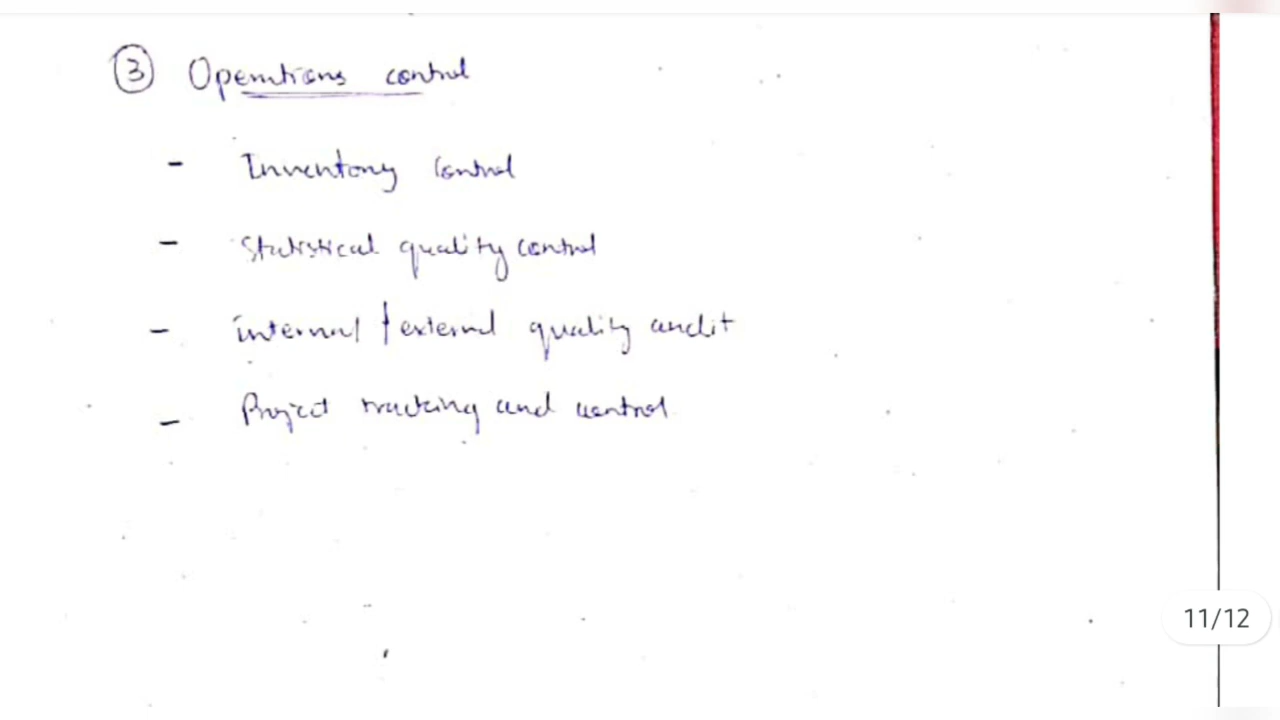 ③ Operations control
- Inventory Control
- Statistical quality control
- internal / external quality audit
- Project tracking and control
11/12